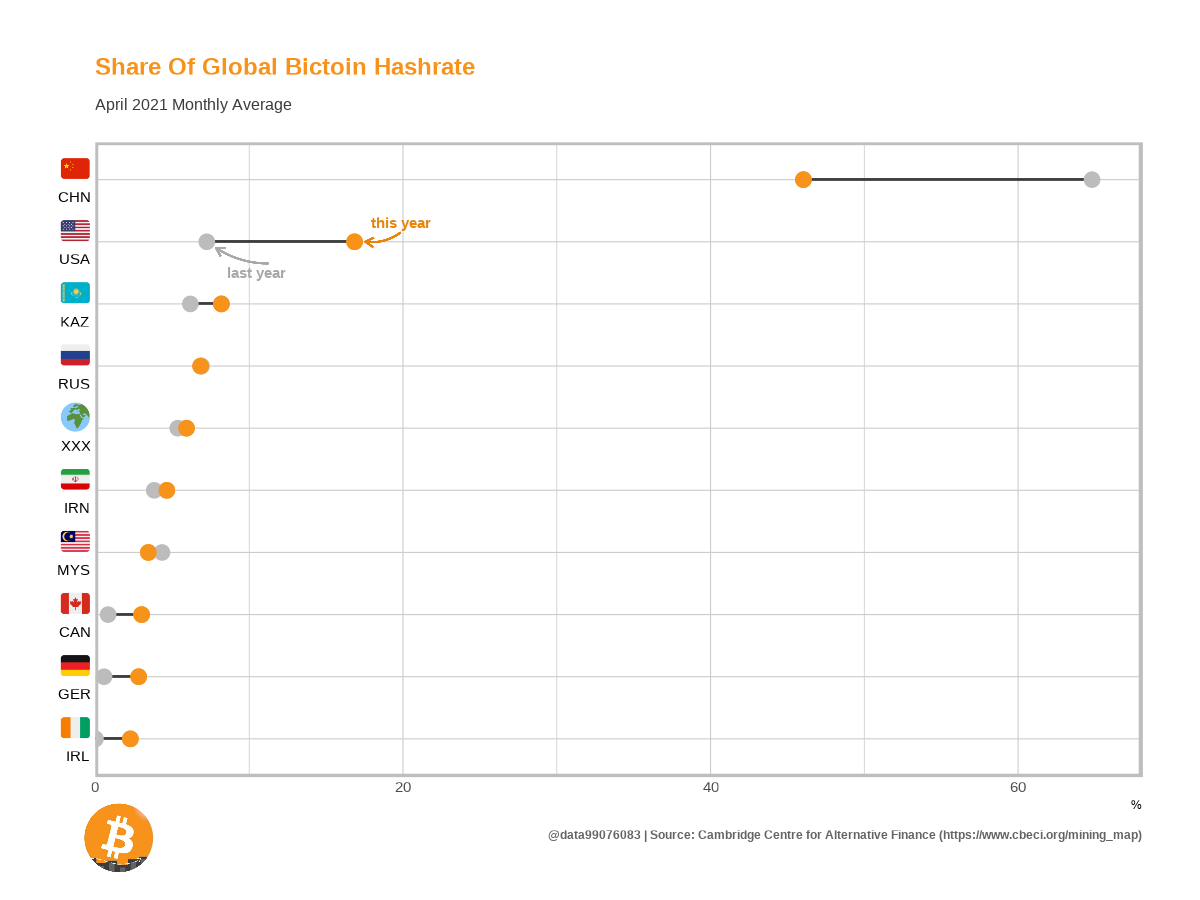 Share Of Global Bictoin Hashrate
April 2021 Monthly Average
CHN
this year
USA
last year
KAZ
RUS
XXX
IRN
MYS
CAN
GER
IRL
0 20 40 60
%
@data99076083 | Source: Cambridge Centre for Alternative Finance (https://www.cbeci.org/mining_map)